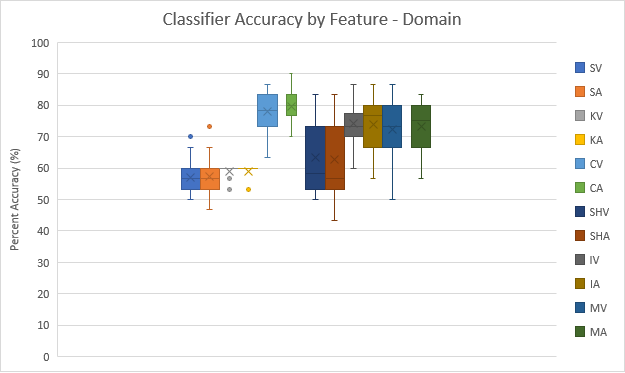 Classifier Accuracy by Feature - Domain
Percent Accuracy (%)
100
90
80
70
60
50
40
30
20
10
0
SV
SA
KV
KA
CV
CA
SHV
SHA
IV
IA
MV
MA